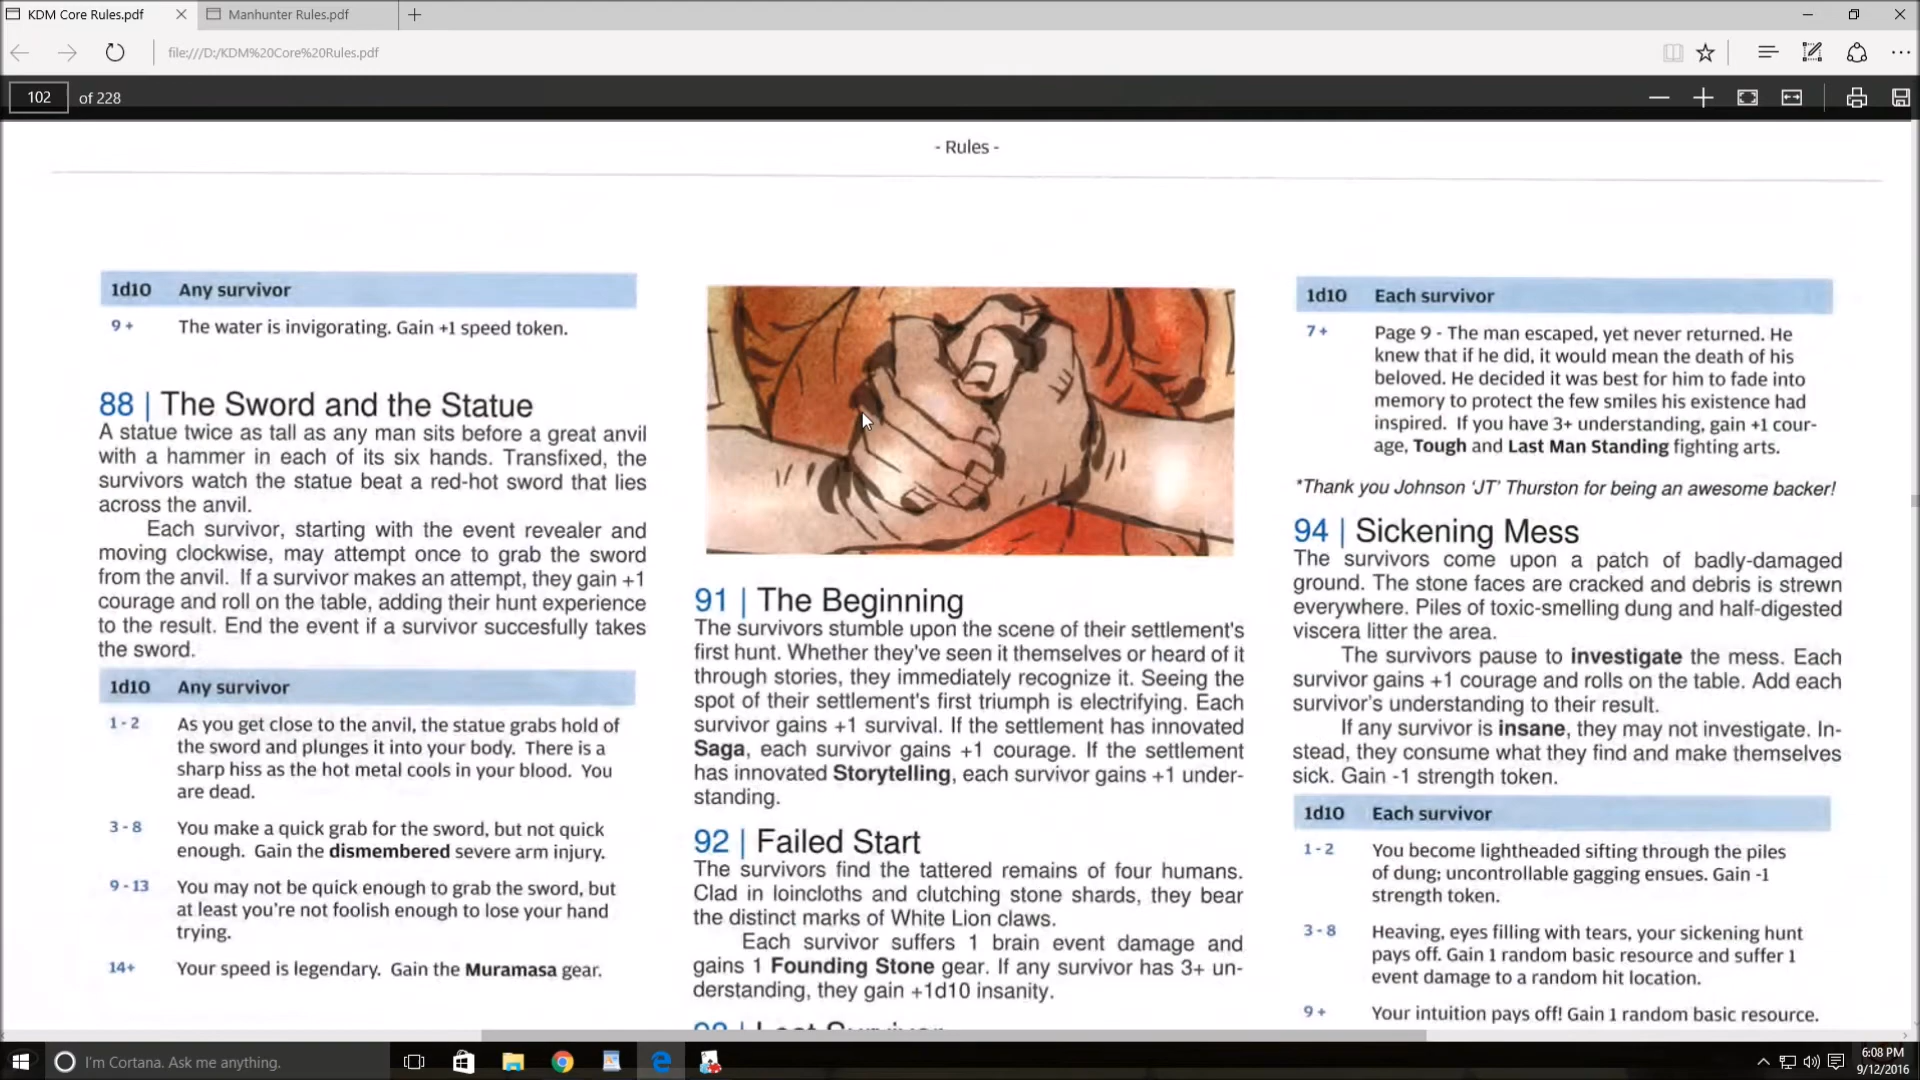 KDM Core Rules.pdf
Manhunter Rules.pdf
file:///D:/KDM%20Core%20Rules.pdf
102 of 228
- Rules -
1d10 Any survivor
9 + The water is invigorating. Gain +1 speed token.
88 | The Sword and the Statue
A statue twice as tall as any man sits before a great anvil
with a hammer in each of its six hands. Transfixed, the
survivors watch the statue beat a red-hot sword that lies
across the anvil.
Each survivor, starting with the event revealer and
moving clockwise, may attempt once to grab the sword
from the anvil. If a survivor makes an attempt, they gain +1
courage and roll on the table, adding their hunt experience
to the result. End the event if a survivor succesfully takes
the sword.
1d10 Any survivor
1 - 2 As you get close to the anvil, the statue grabs hold of
the sword and plunges it into your body. There is a
sharp hiss as the hot metal cools in your blood. You
are dead.
3 - 8 You make a quick grab for the sword, but not quick
enough. Gain the dismembered severe arm injury.
9 - 13 You may not be quick enough to grab the sword, but
at least you're not foolish enough to lose your hand
trying.
14+ Your speed is legendary. Gain the Muramasa gear.
91 | The Beginning
The survivors stumble upon the scene of their settlement's
first hunt. Whether they've seen it themselves or heard of it
through stories, they immediately recognize it. Seeing the
spot of their settlement's first triumph is electrifying. Each
survivor gains +1 survival. If the settlement has innovated
Saga, each survivor gains +1 courage. If the settlement
has innovated Storytelling, each survivor gains +1 under-
standing.
92 | Failed Start
The survivors find the tattered remains of four humans.
Clad in loincloths and clutching stone shards, they bear
the distinct marks of White Lion claws.
Each survivor suffers 1 brain event damage and
gains 1 Founding Stone gear. If any survivor has 3+ un-
derstanding, they gain +1d10 insanity.
1d10 Each survivor
7 + Page 9 - The man escaped, yet never returned. He
knew that if he did, it would mean the death of his
beloved. He decided it was best for him to fade into
memory to protect the few smiles his existence had
inspired. If you have 3+ understanding, gain +1 cour-
age, Tough and Last Man Standing fighting arts.
*Thank you Johnson 'JT' Thurston for being an awesome backer!
94 | Sickening Mess
The survivors come upon a patch of badly-damaged
ground. The stone faces are cracked and debris is strewn
everywhere. Piles of toxic-smelling dung and half-digested
viscera litter the area.
The survivors pause to investigate the mess. Each
survivor gains +1 courage and rolls on the table. Add each
survivor's understanding to their result.
If any survivor is insane, they may not investigate. In-
stead, they consume what they find and make themselves
sick. Gain -1 strength token.
1d10 Each survivor
1 - 2 You become lightheaded sifting through the piles
of dung; uncontrollable gagging ensues. Gain -1
strength token.
3 - 8 Heaving, eyes filling with tears, your sickening hunt
pays off. Gain 1 random basic resource and suffer 1
event damage to a random hit location.
9 + Your intuition pays off! Gain 1 random basic resource.
I'm Cortana. Ask me anything.
6:08 PM
9/12/2016